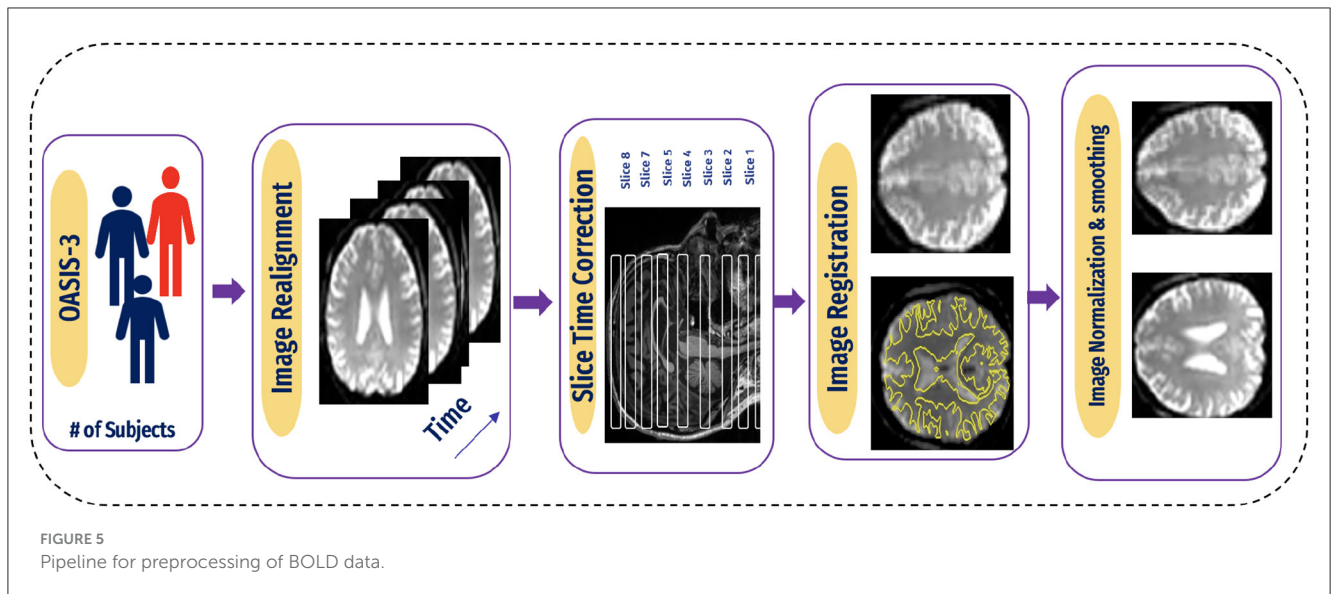 OASIS-3
# of Subjects
Image Realignment
Time
Slice Time Correction
Slice 8
Slice 7
Slice 5
Slice 4
Slice 3
Slice 2
Slice 1
Image Registration
Image Normalization & smoothing
FIGURE 5
Pipeline for preprocessing of BOLD data.